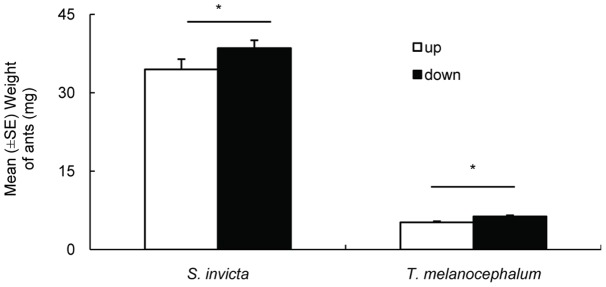 Mean (±SE) Weight
of ants (mg)
45
30
15
0
*
*
up
down
S. invicta
T. melanocephalum